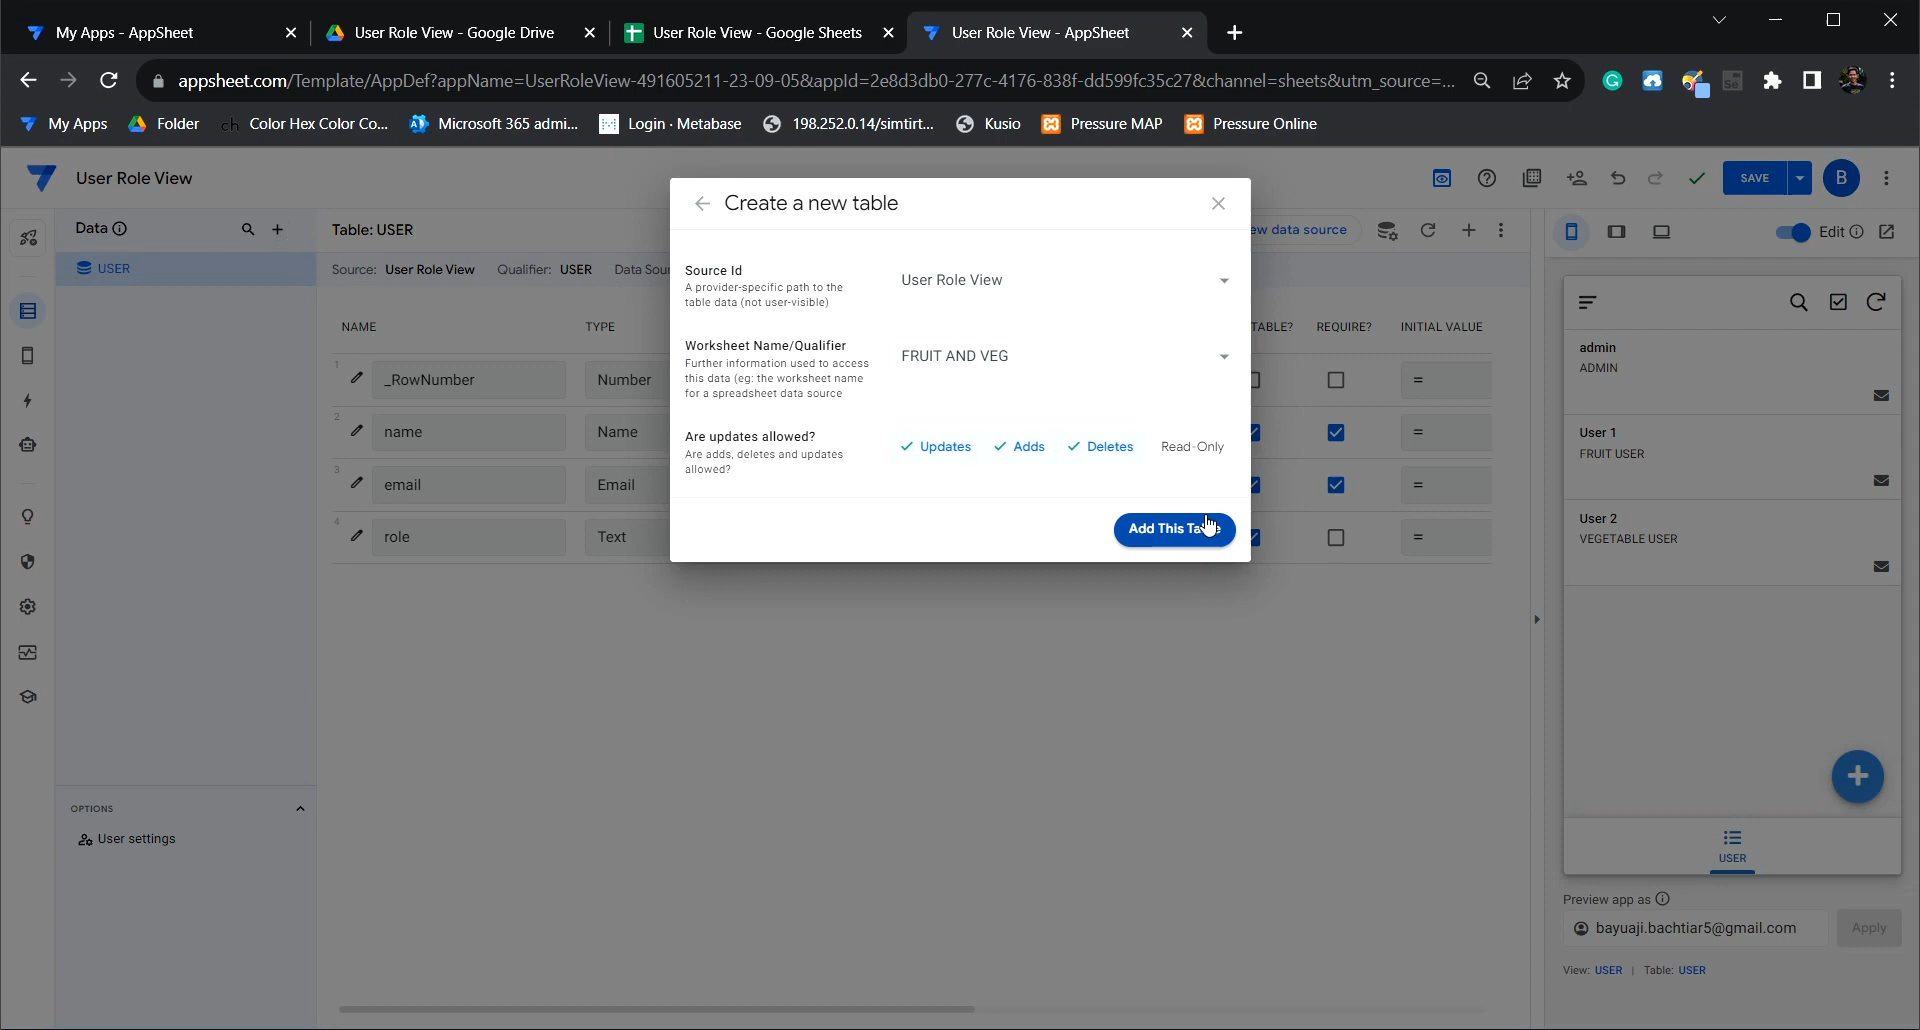 My Apps - AppSheet
User Role View - Google Drive
User Role View - Google Sheets
User Role View - AppSheet
appsheet.com/Template/AppDef?appName=UserRoleView-491605211-23-09-05&appId=2e8d3db0-277c-4176-838f-dd599fc35c27&channel=sheets&utm_source=...
My Apps
Folder
ch Color Hex Color Co...
Microsoft 365 admi...
Login · Metabase
198.252.0.14/simtirt...
Kusio
Pressure MAP
Pressure Online
User Role View
SAVE
B
Data
USER
OPTIONS
User settings
Table: USER
ew data source
Source: User Role View Qualifier: USER Data Sou
NAME TYPE TABLE? REQUIRE? INITIAL VALUE
1 _RowNumber Number =
2 name Name =
3 email Email =
4 role Text =
Create a new table
Source Id
A provider-specific path to the
table data (not user-visible)
User Role View
Worksheet Name/Qualifier
Further information used to access
this data (eg: the worksheet name
for a spreadsheet data source
FRUIT AND VEG
Are updates allowed?
Are adds, deletes and updates
allowed?
Updates Adds Deletes Read-Only
Add This Ta e
Edit
admin
ADMIN
User 1
FRUIT USER
User 2
VEGETABLE USER
USER
Preview app as
bayuaji.bachtiar5@gmail.com
Apply
View: USER | Table: USER